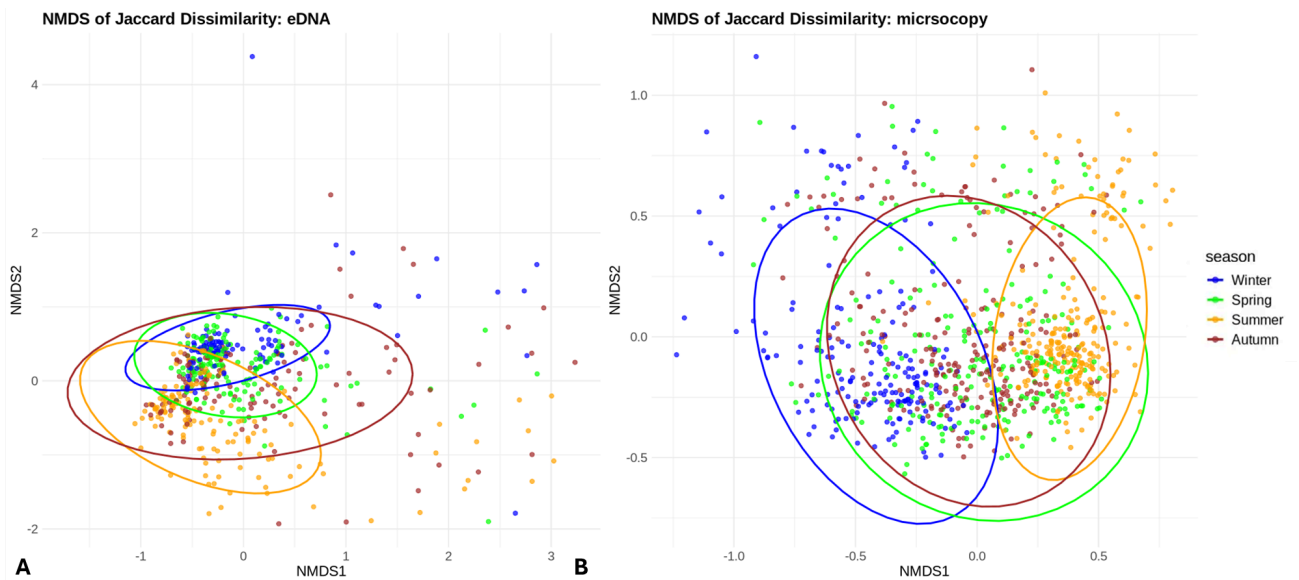 NMDS of Jaccard Dissimilarity: eDNA
NMDS2
4
2
0
-2
-1
0
1
2
3
NMDS1
A
NMDS of Jaccard Dissimilarity: micrsocopy
NMDS2
1.0
0.5
0.0
-0.5
-1.0
-0.5
0.0
0.5
NMDS1
B
season
Winter
Spring
Summer
Autumn